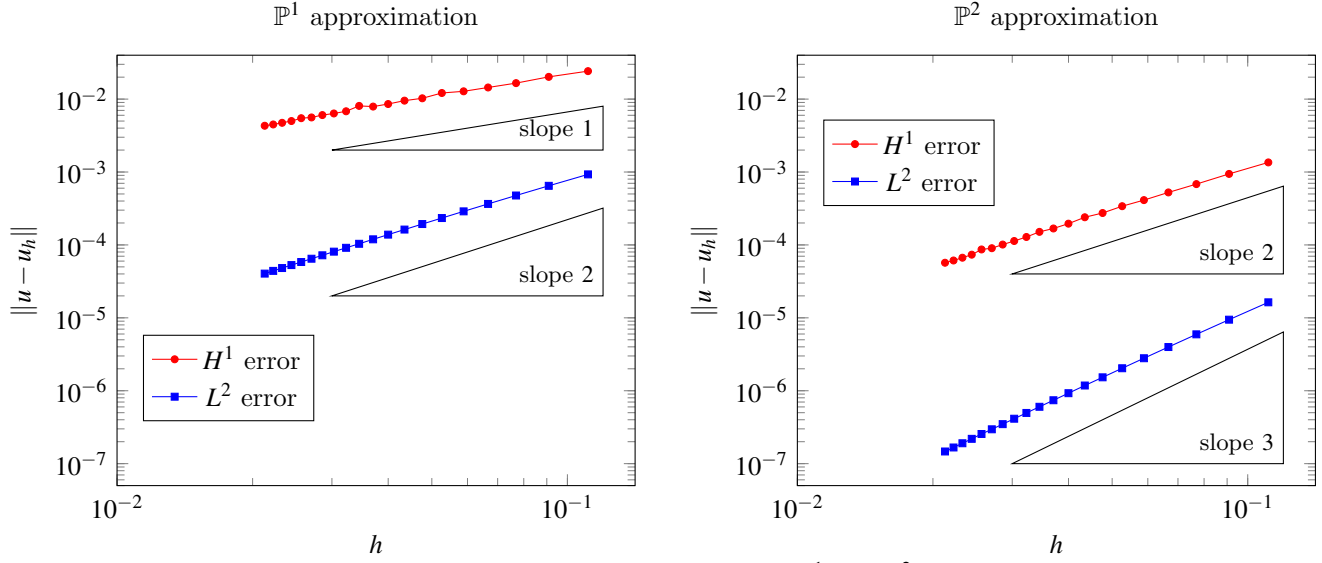 ℙ¹ approximation
10⁻²
10⁻³
10⁻⁴
10⁻⁵
10⁻⁶
10⁻⁷
‖u − uₕ‖
slope 1
slope 2
H¹ error
L² error
10⁻²
10⁻¹
h
ℙ² approximation
10⁻²
10⁻³
10⁻⁴
10⁻⁵
10⁻⁶
10⁻⁷
‖u − uₕ‖
H¹ error
L² error
slope 2
slope 3
10⁻²
10⁻¹
h